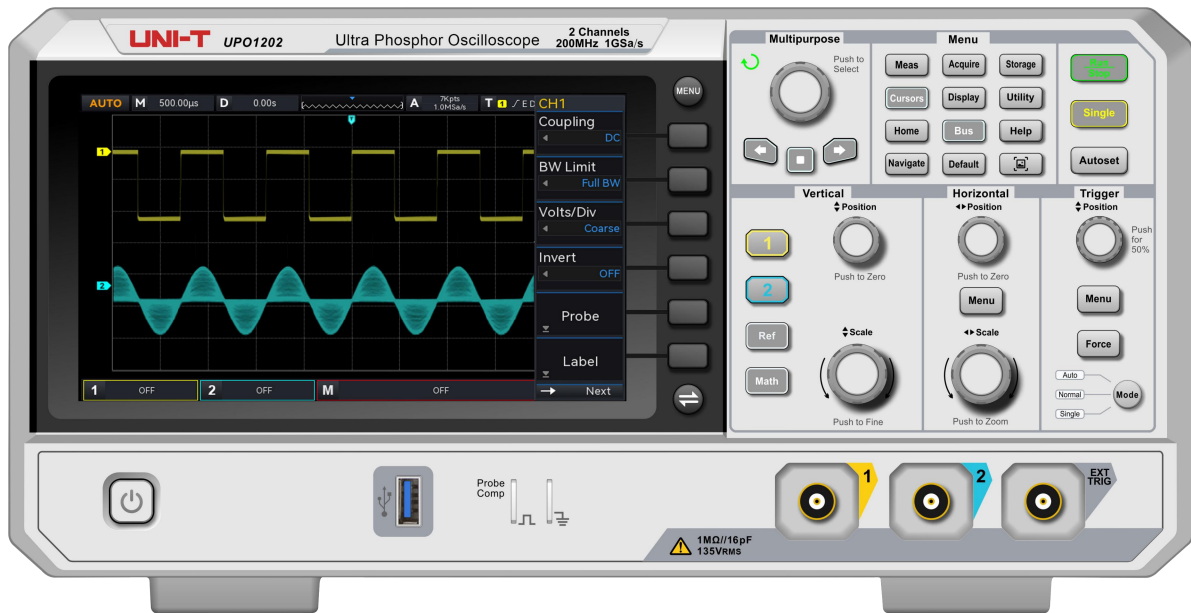 UNI-T UPO1202 Ultra Phosphor Oscilloscope 2 Channels
200MHz 1GSa/s
AUTO M 500.00μs D 0.00s A 7Kpts
1.0MSa/s T 1 E CH1
Coupling
DC
BW Limit
Full BW
Volts/Div
Coarse
Invert
OFF
Probe
Label
Next
1
2
1 OFF 2 OFF M OFF
MENU
Multipurpose
Push to
Select
Menu
Meas Acquire Storage
Cursors Display Utility
Home Bus Help
Navigate Default
Run
Stop
Single
Autoset
Vertical
Position
1
Push to Zero
2
Ref
Scale
Math
Push to Fine
Horizontal
Position
Push to Zero
Menu
Scale
Push to Zoom
Trigger
Position
Push
for
50%
Menu
Force
Auto
Normal
Single
Mode
Probe
Comp
1
2
EXT
TRIG
1MΩ//16pF
135VRMS